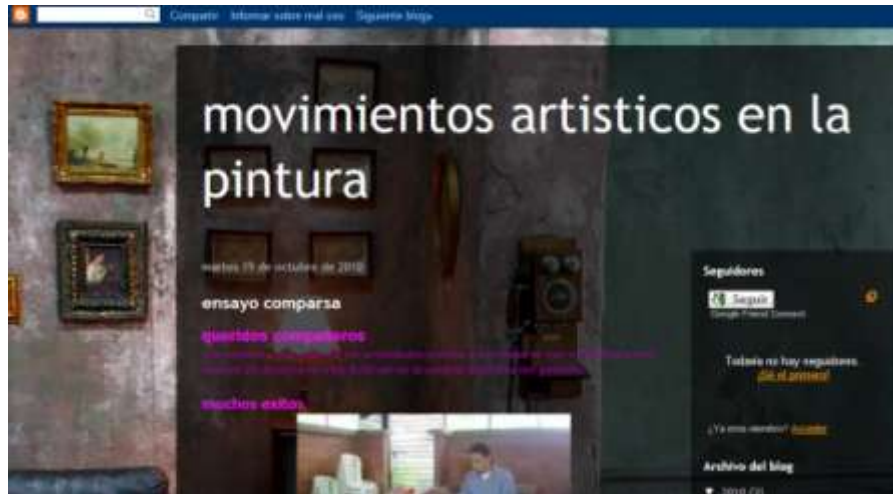 Compartir Informar sobre mal uso Siguiente blog»
movimientos artisticos en la
pintura
martes 19 de octubre de 2010
ensayo comparsa
queridos compañeros
muchos exitos.
Seguidores
Seguir
Google Friend Connect
Todavía no hay seguidores.
¡Sé el primero!
¿Ya eres miembro? Acceder
Archivo del blog
▼ 2010